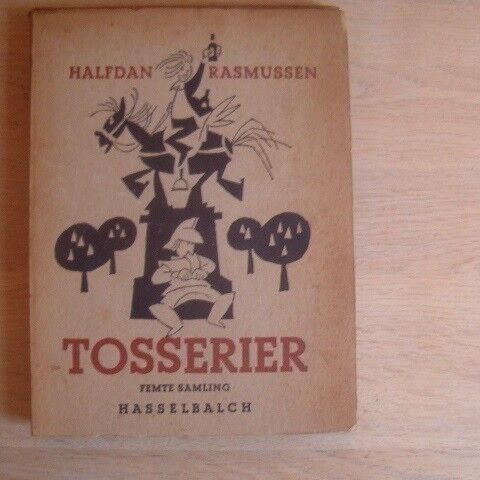 HALFDAN RASMUSSEN
TOSSERIER
FEMTE SAMLING
HASSELBALCH